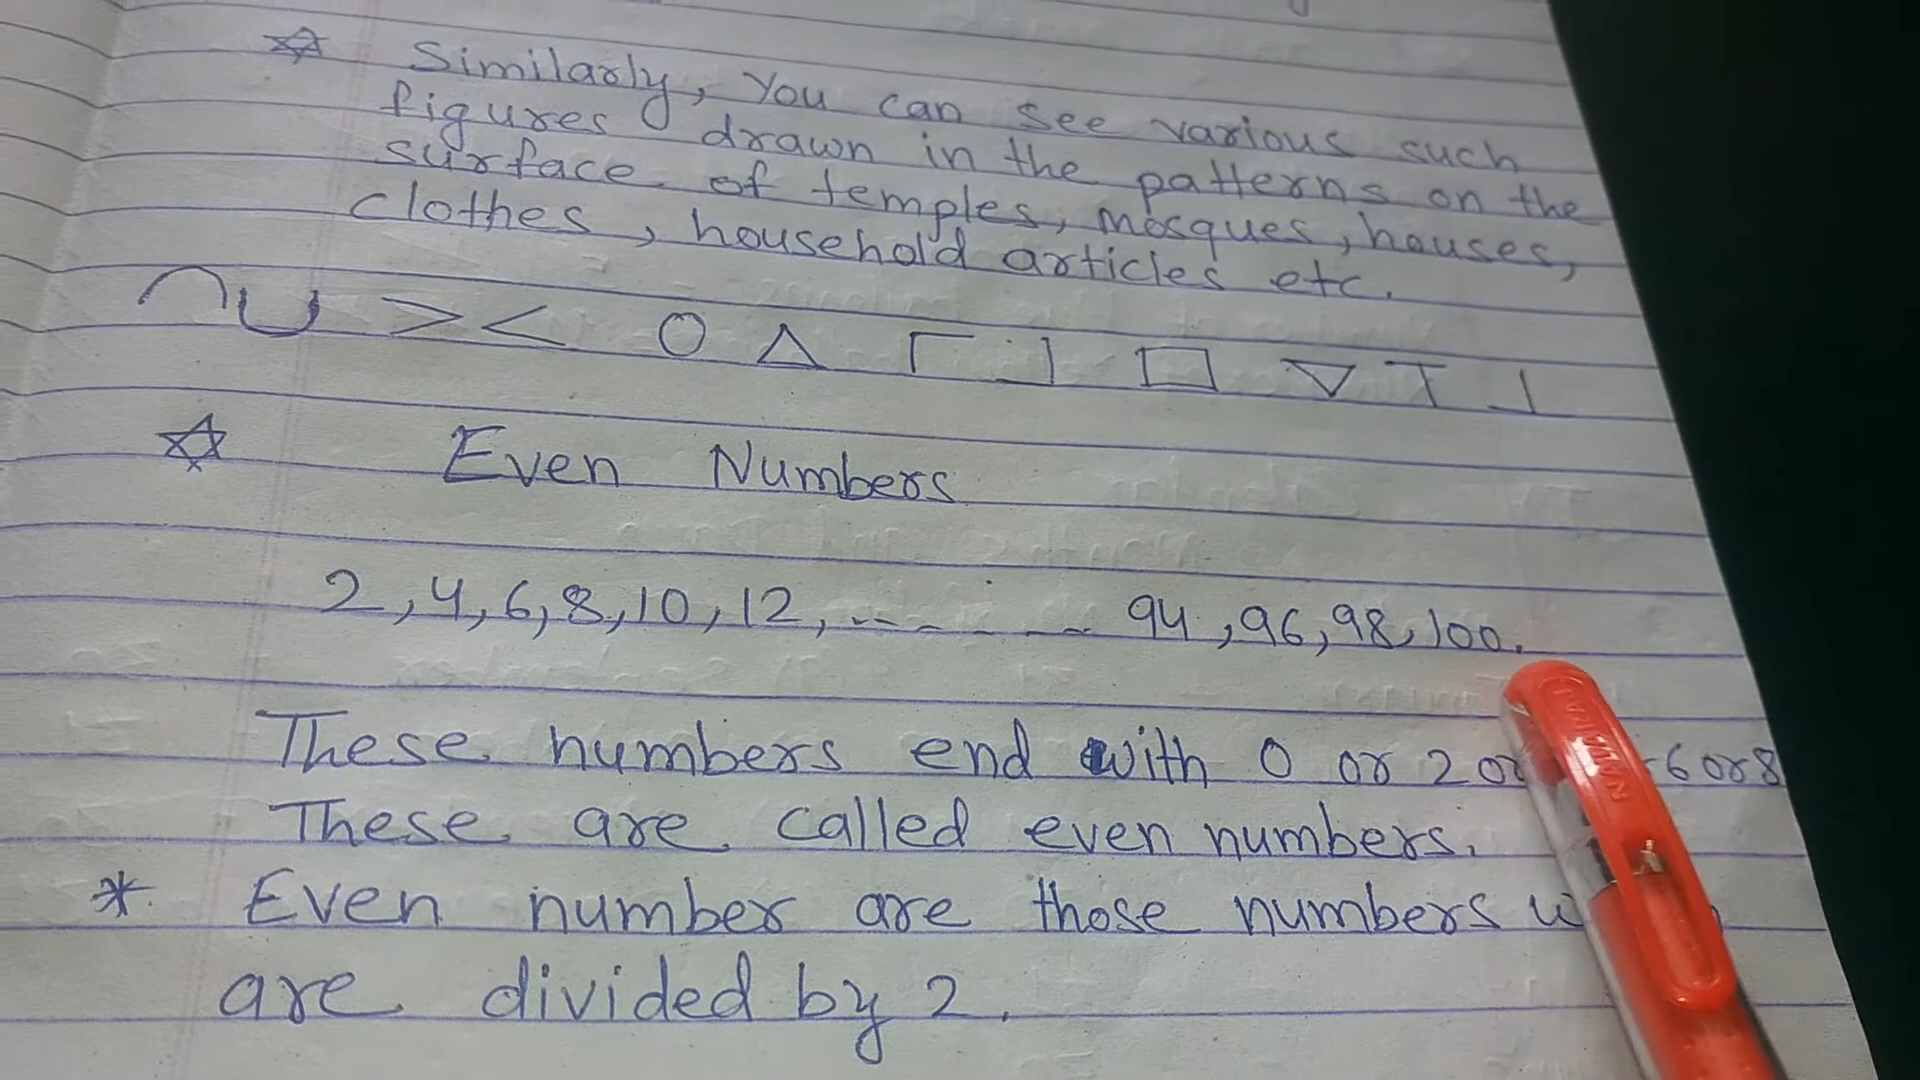 Similarly, You can see various such
figures drawn in the patterns on the
surface of temples, mosques, houses,
clothes, household articles etc.
Even Numbers
2, 4, 6, 8, 10, 12, ------ 94, 96, 98, 100.
These numbers end with 0 or 2 or 6 or 8
These are called even numbers.
* Even number are those numbers
are divided by 2.